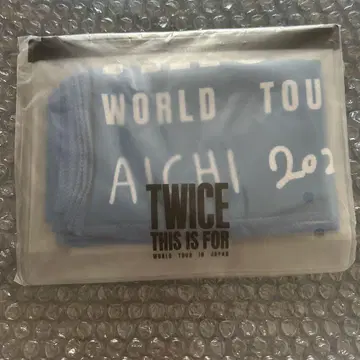 WORLD TOU
AICHI 202
TWICE
THIS IS FOR
WORLD TOUR IN JAPAN